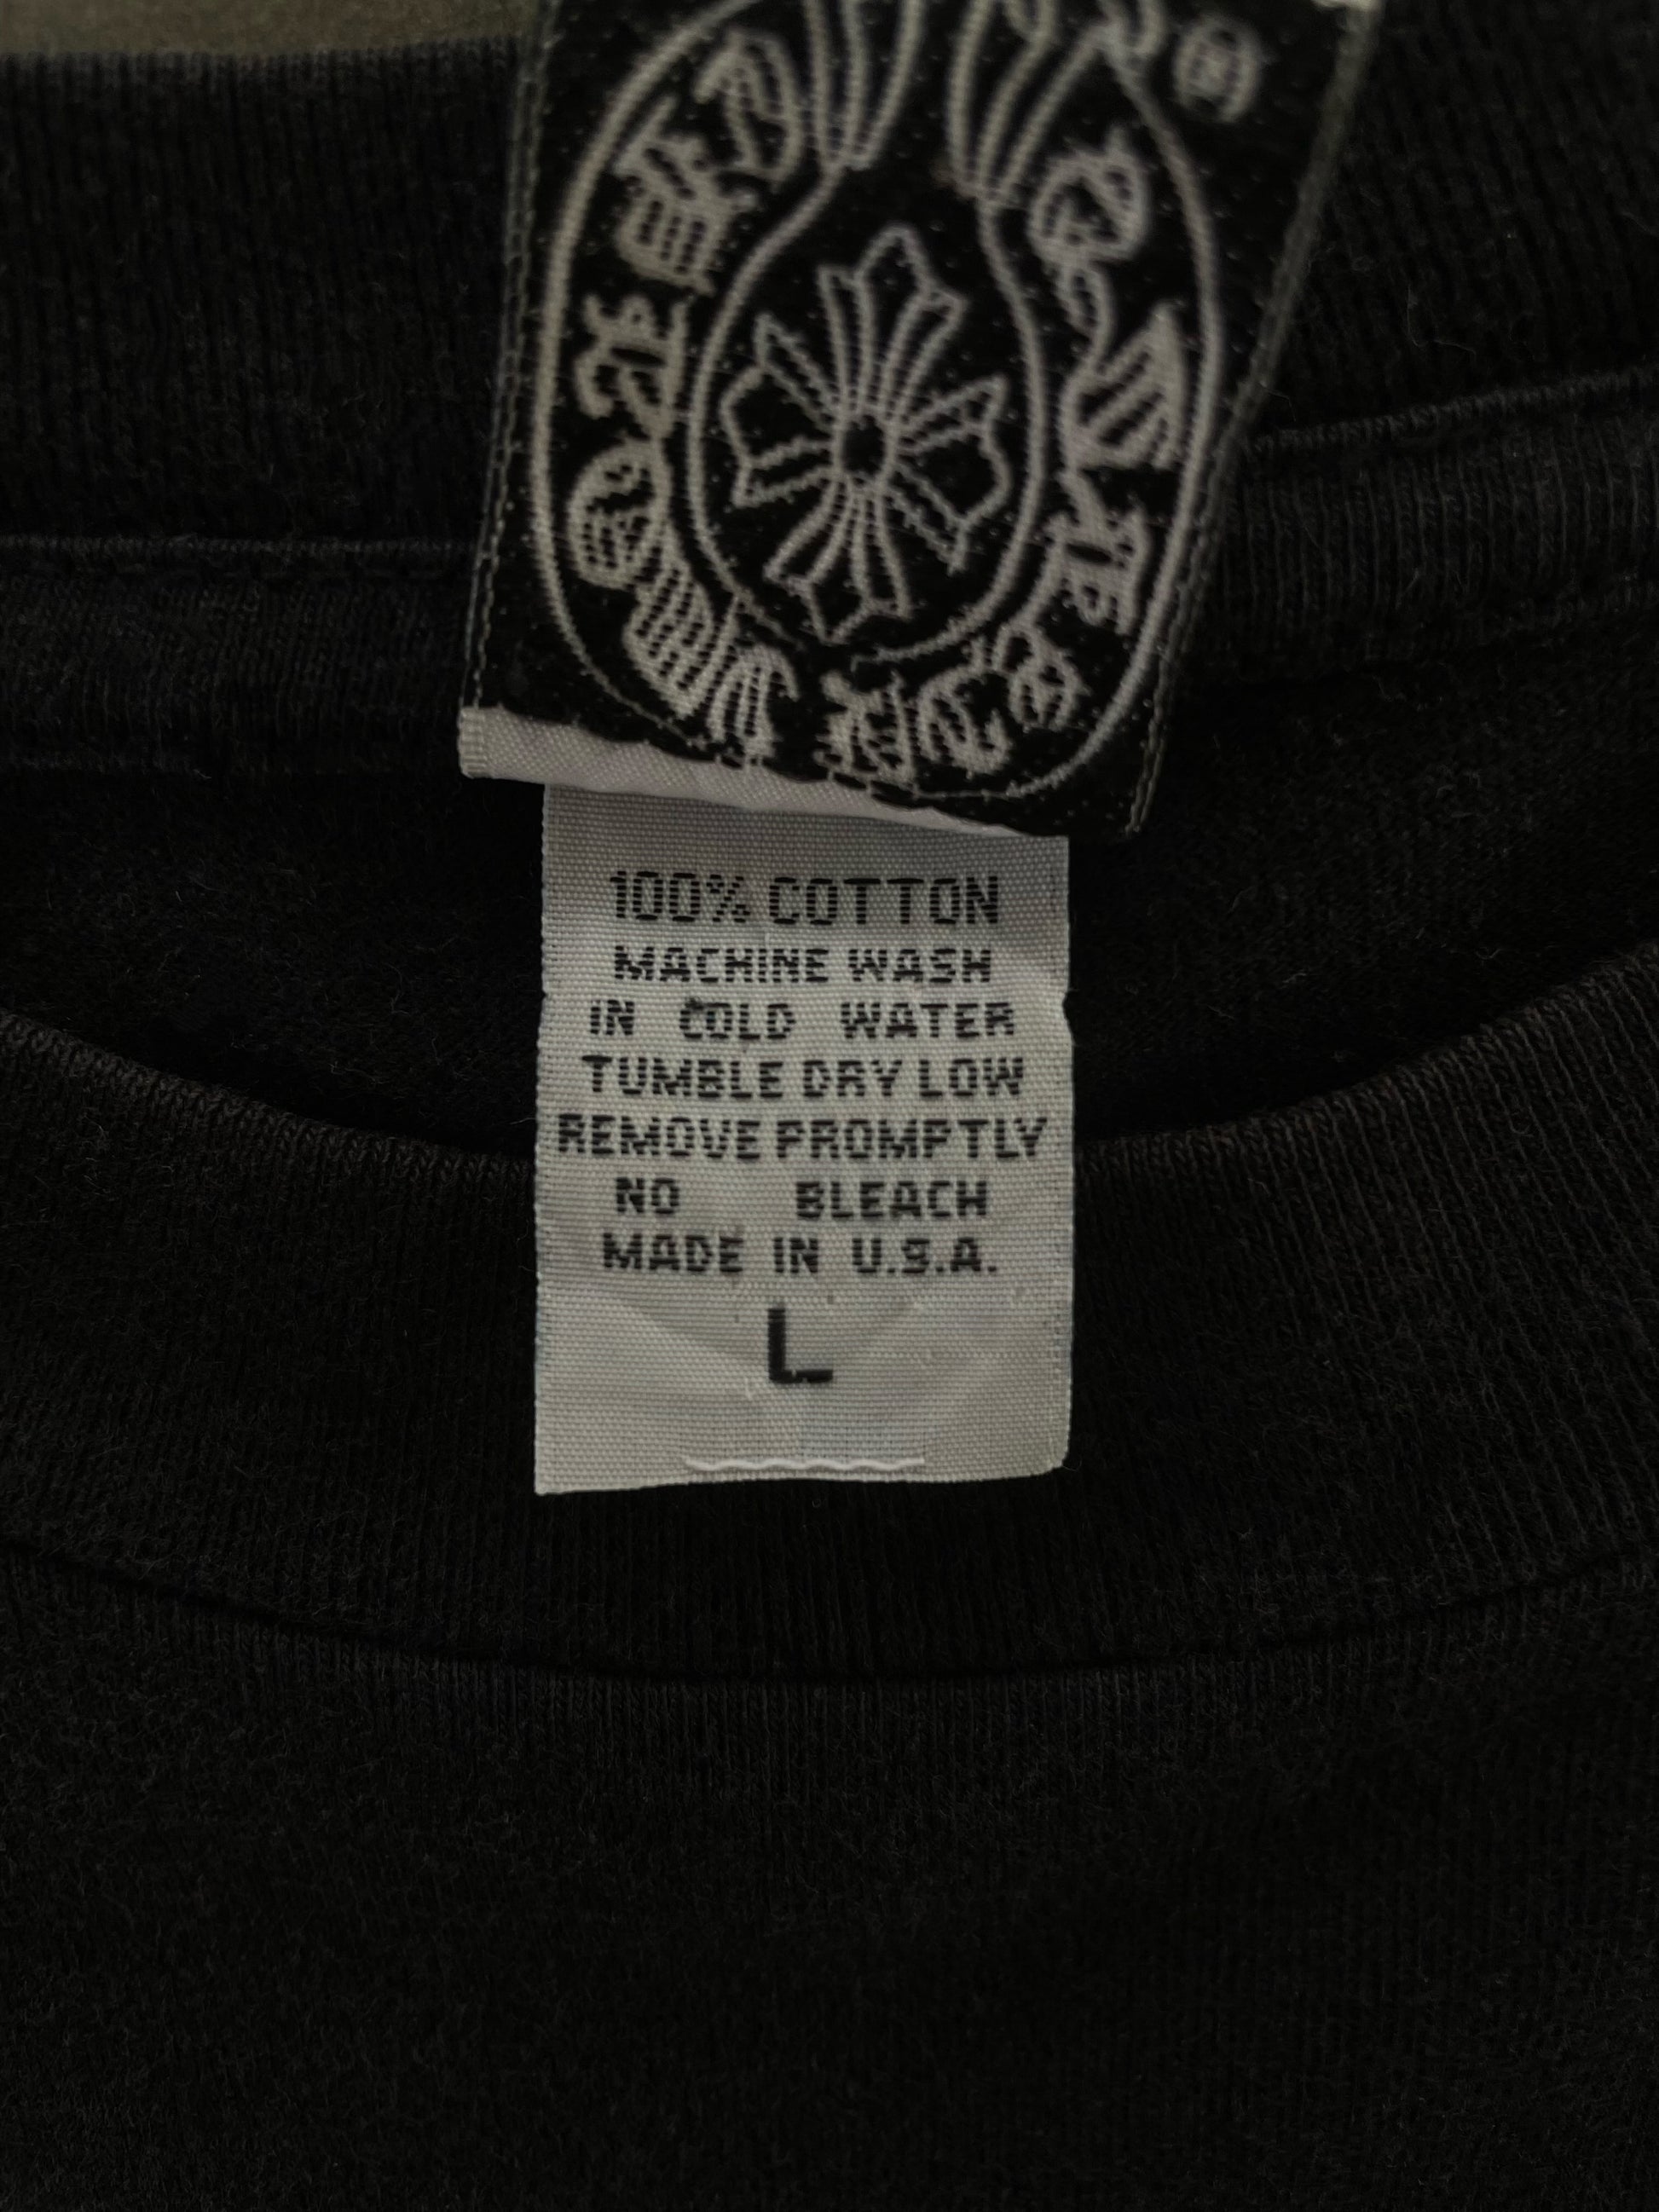 ®
100% COTTON
MACHINE WASH
IN COLD WATER
TUMBLE DRY LOW
REMOVE PROMPTLY
NO BLEACH
MADE IN U.S.A.
L